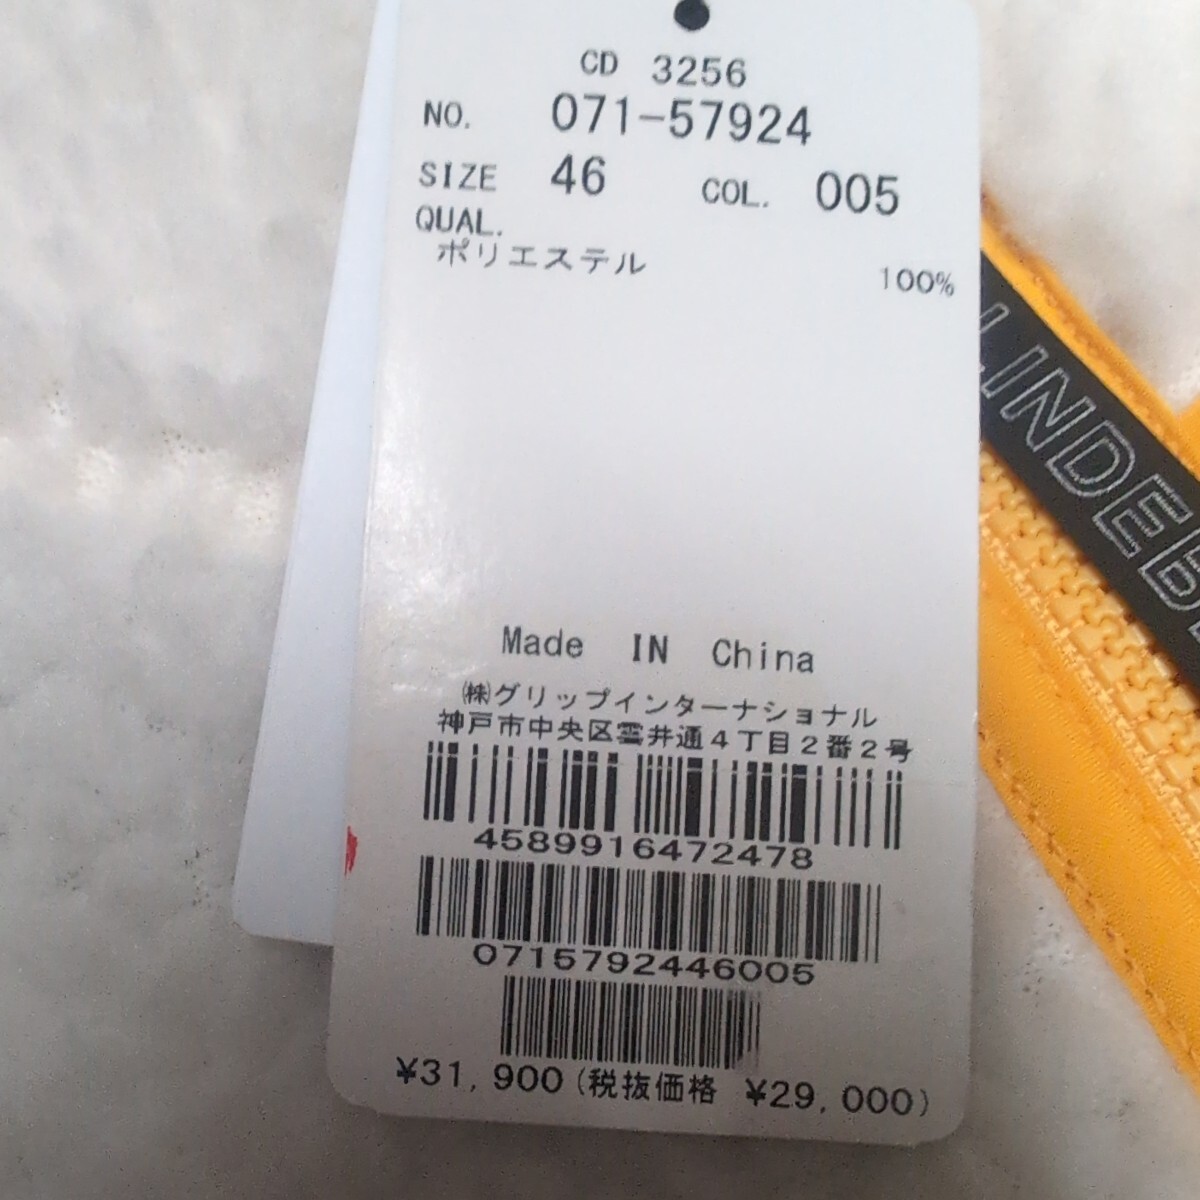 CD 3256
NO. 071-57924
SIZE 46 COL. 005
QUAL.
ポリエステル 100%
LINDEB
Made IN China
㈱グリップインターナショナル
神戸市中央区雲井通4丁目2番2号
4589916472478
0715792446005
¥31,900(税抜価格 ¥29,000)